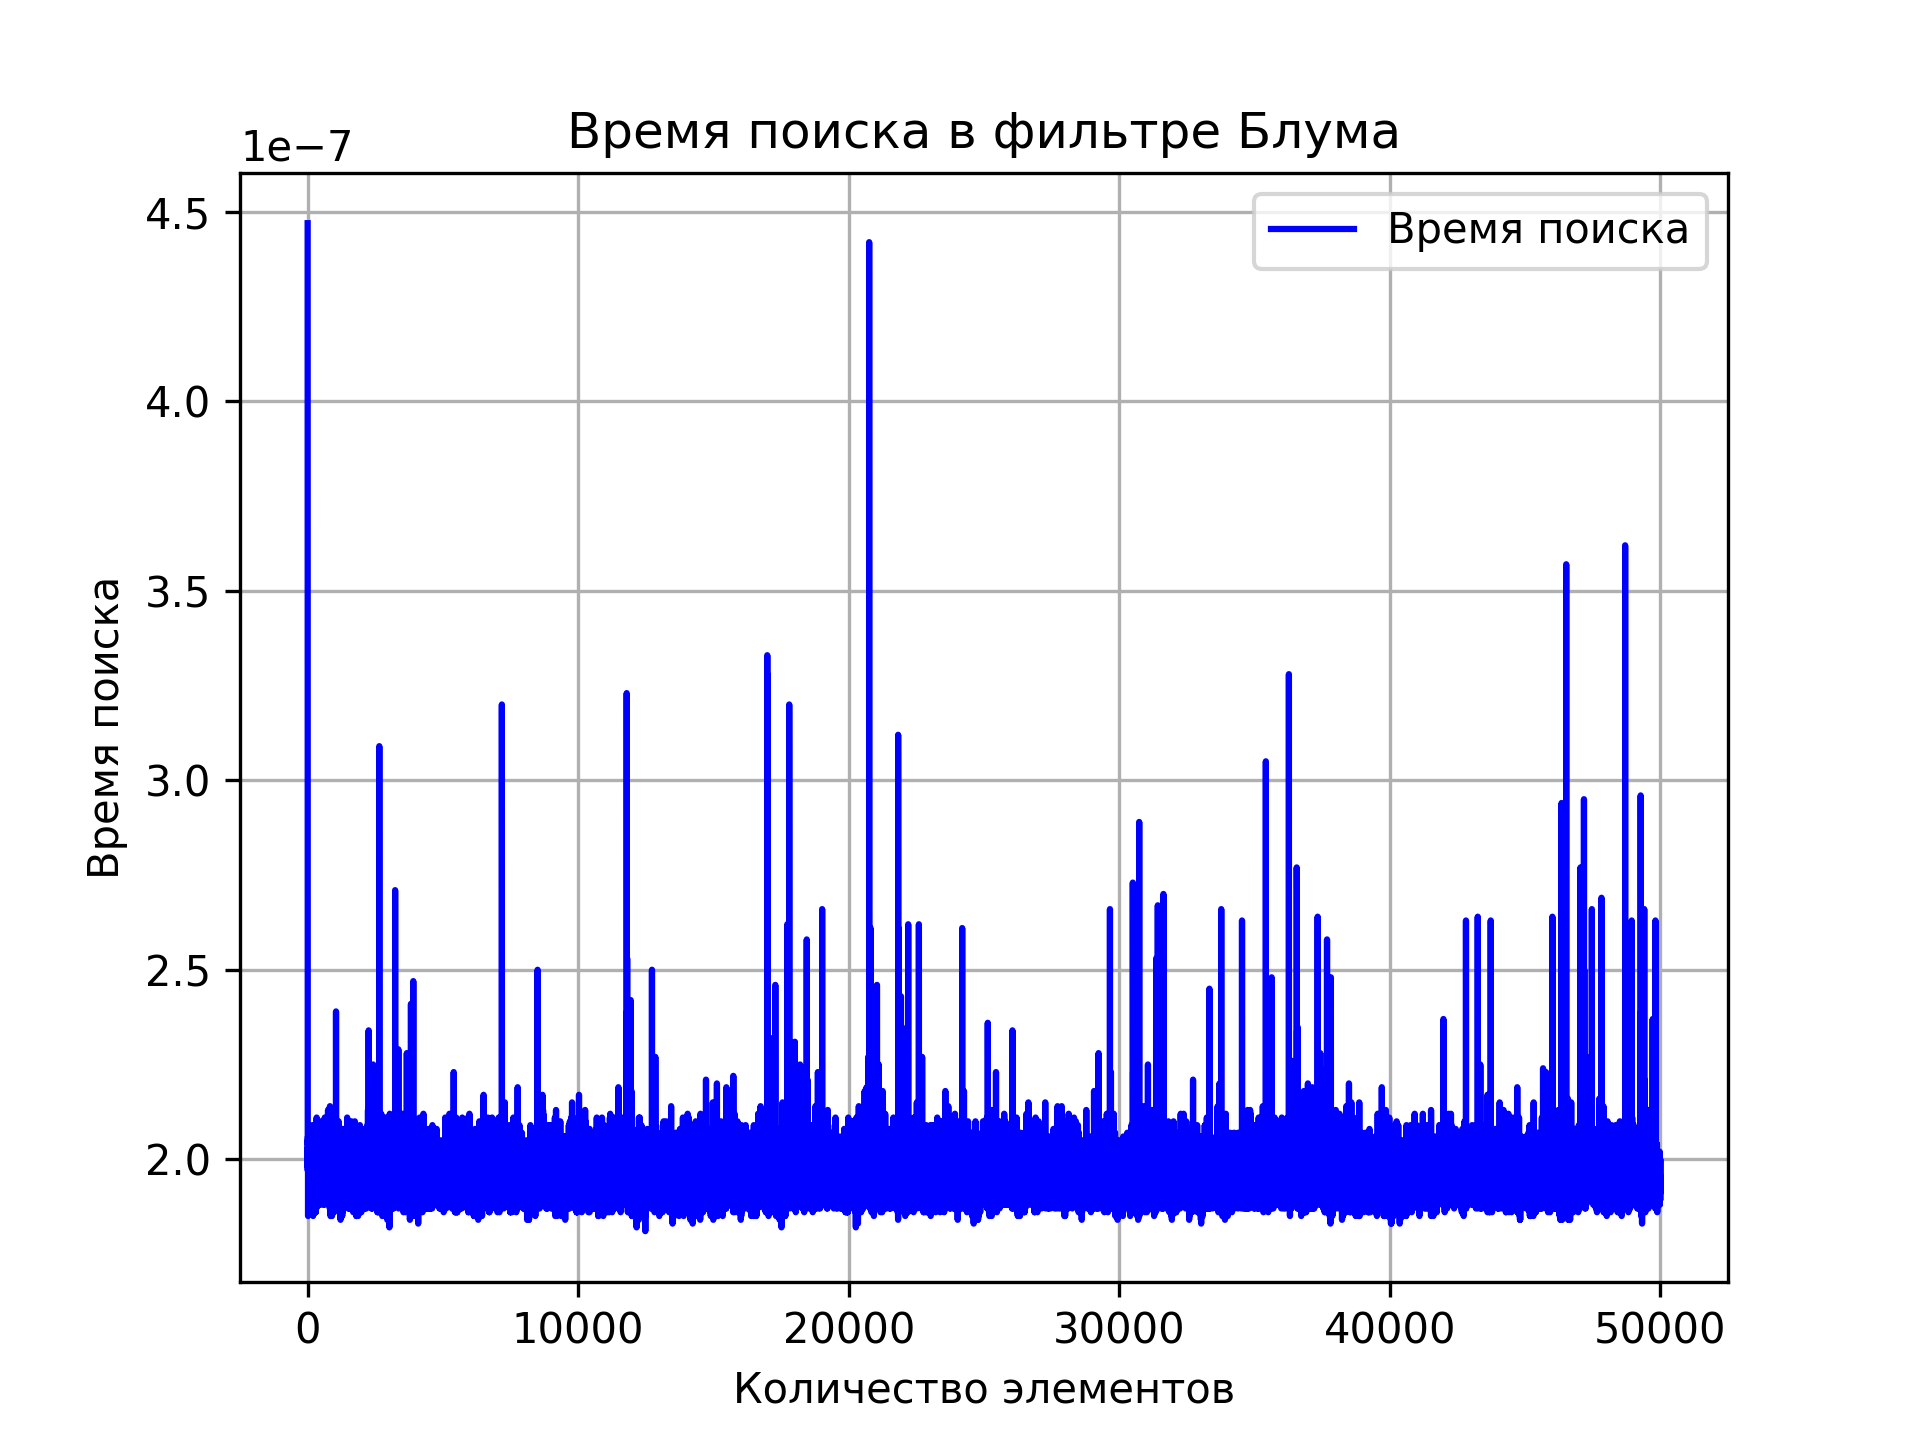 Время поиска в фильтре Блума
1e−7
Время поиска
4.5
4.0
3.5
3.0
2.5
2.0
Время поиска
0 10000 20000 30000 40000 50000
Количество элементов